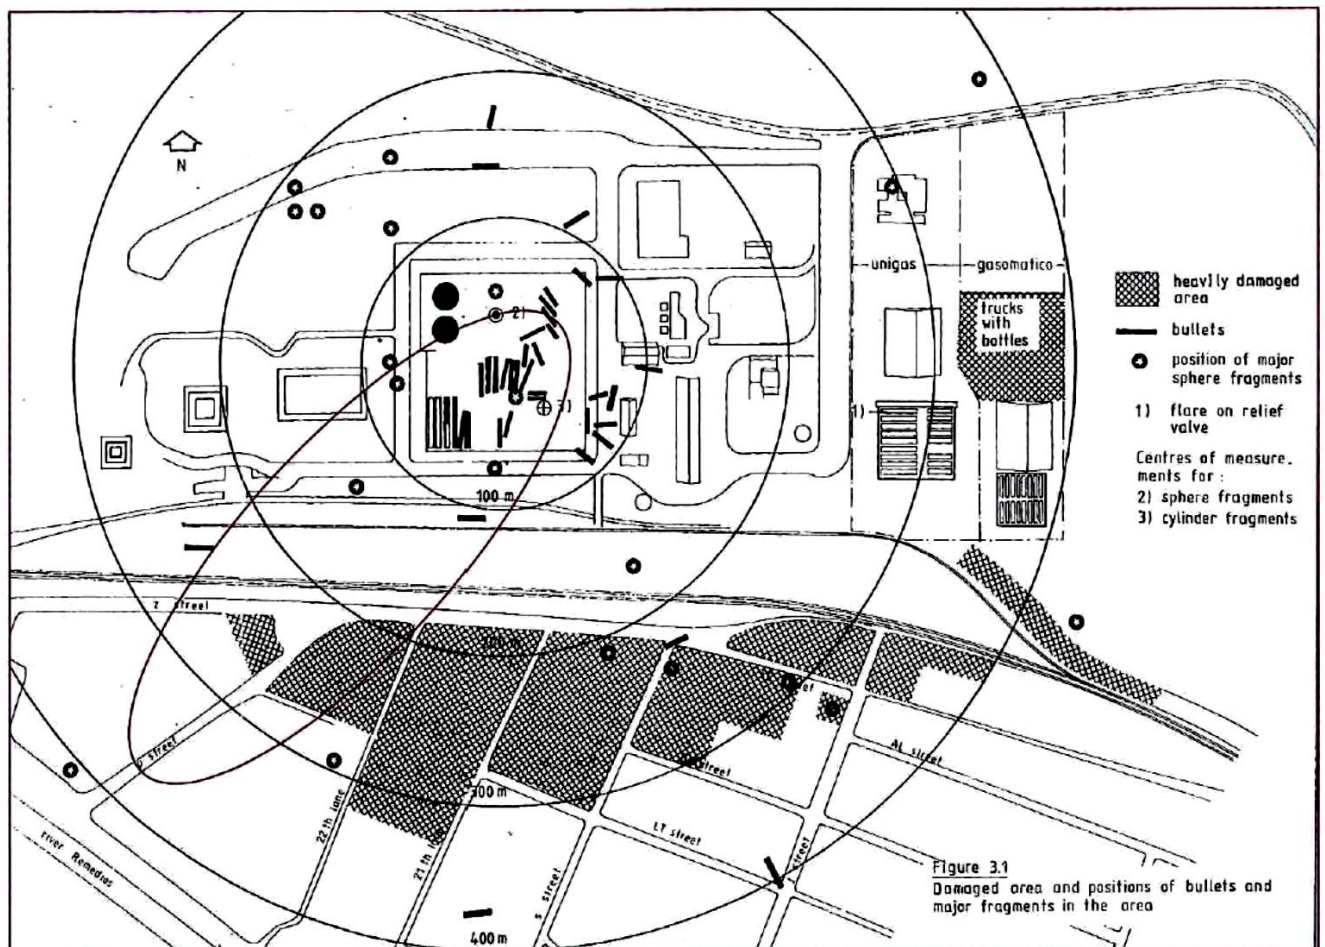 N
unigas
gasomatico
trucks
with
bottles
2)
3)
1)
100 m
z street
300 m
street
22 th lane
21 th
s street
LT street
AL street
street
street
river Remedios
400 m
heavily damaged
area
bullets
position of major
sphere fragments
1) flare on relief
valve
Centres of measure.
ments for :
2) sphere fragments
3) cylinder fragments
Figure 3.1
Damaged area and positions of bullets and
major fragments in the area